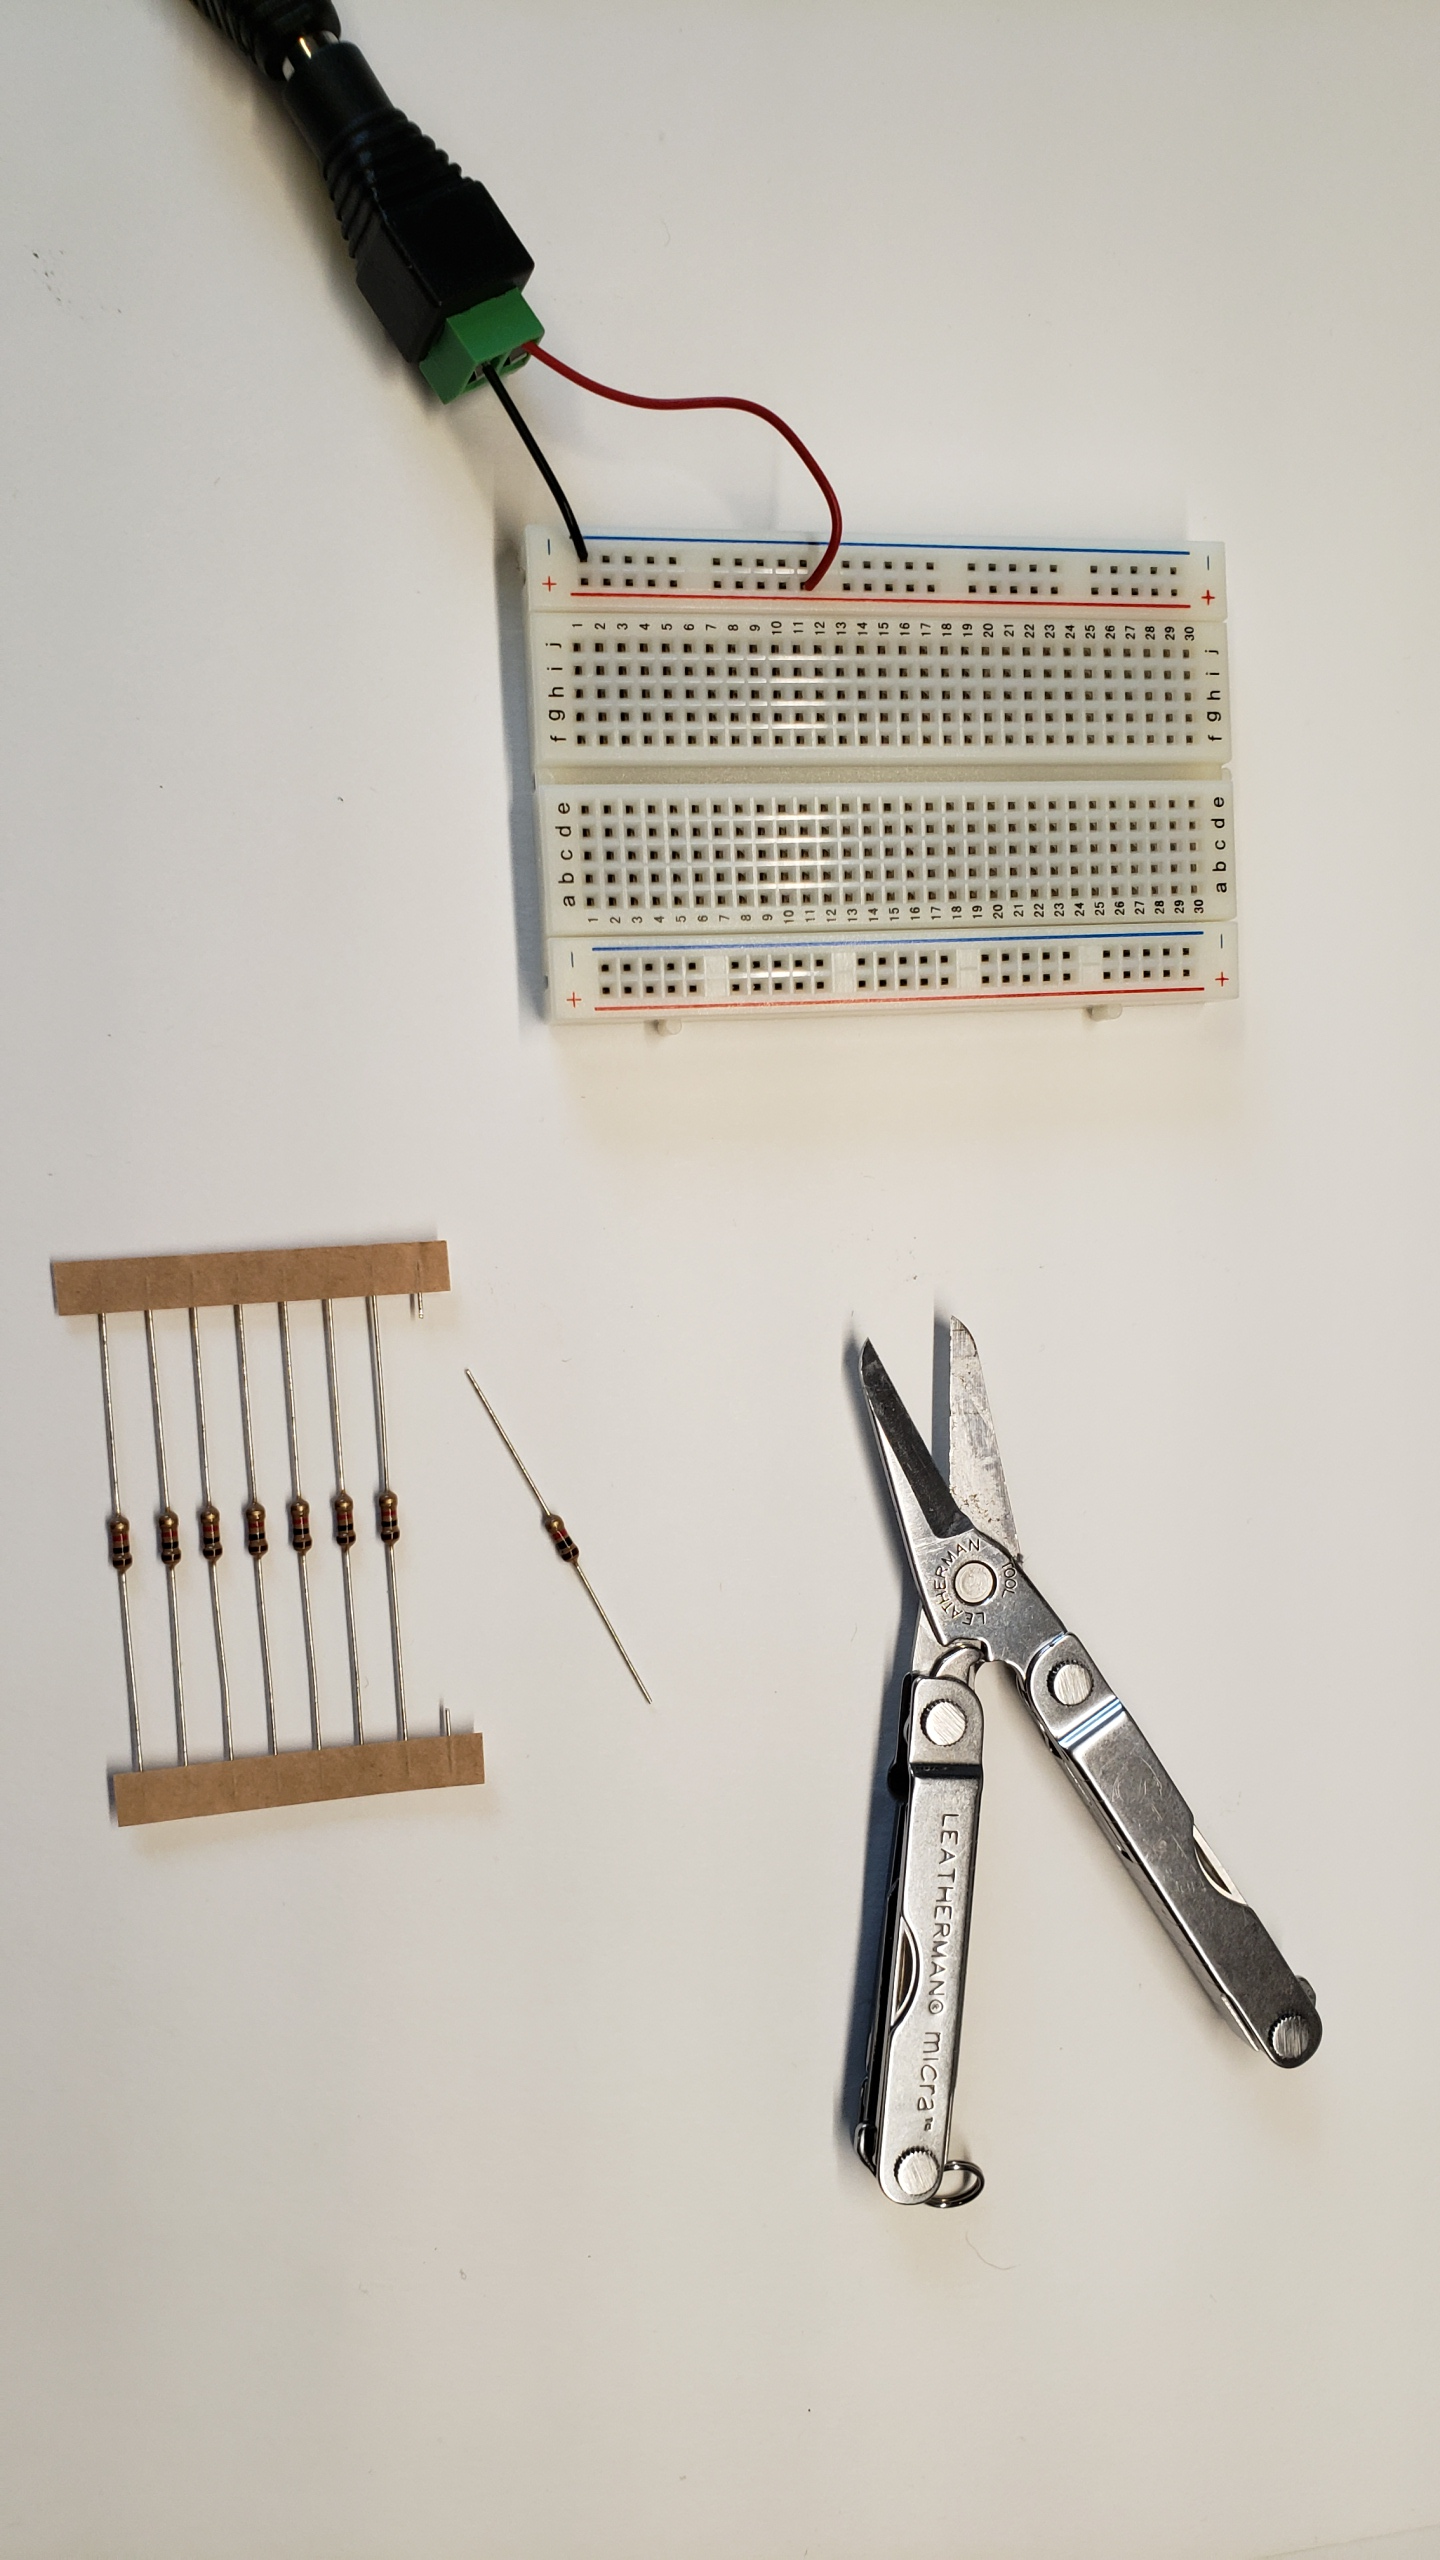 − −
+ +
1 2 3 4 5 6 7 8 9 10 11 12 13 14 15 16 17 18 19 20 21 22 23 24 25 26 27 28 29 30
j j
i i
h h
g g
f f
e e
d d
c c
b b
a a
1 2 3 4 5 6 7 8 9 10 11 12 13 14 15 16 17 18 19 20 21 22 23 24 25 26 27 28 29 30
− −
+ +
LEATHERMAN TOOL
LEATHERMAN® micra™